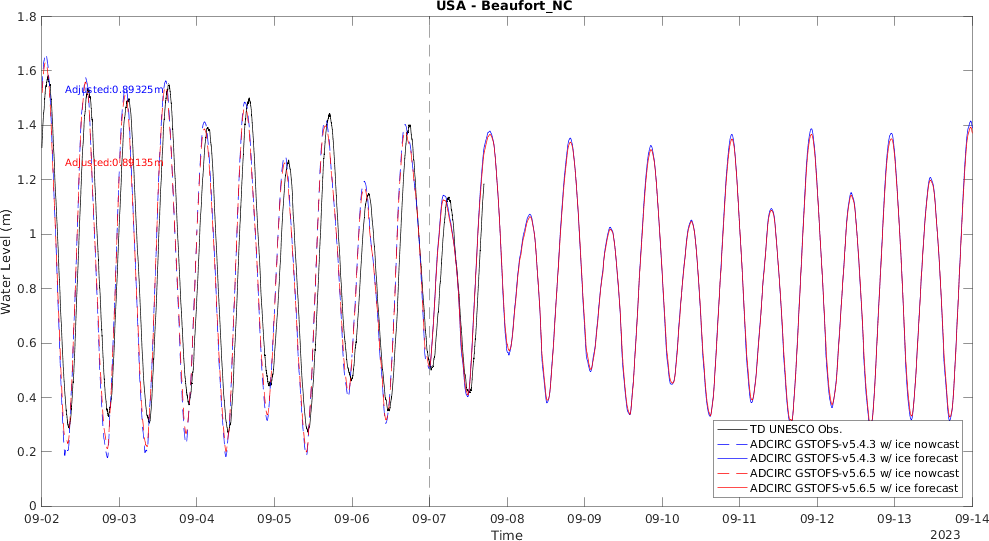 USA - Beaufort_NC
1.8
1.6
1.4
1.2
1
0.8
0.6
0.4
0.2
0
Water Level (m)
Adjusted:0.89325m
Adjusted:0.89135m
TD UNESCO Obs.
ADCIRC GSTOFS-v5.4.3 w/ ice nowcast
ADCIRC GSTOFS-v5.4.3 w/ ice forecast
ADCIRC GSTOFS-v5.6.5 w/ ice nowcast
ADCIRC GSTOFS-v5.6.5 w/ ice forecast
09-02 09-03 09-04 09-05 09-06 09-07 09-08 09-09 09-10 09-11 09-12 09-13 09-14
Time
2023